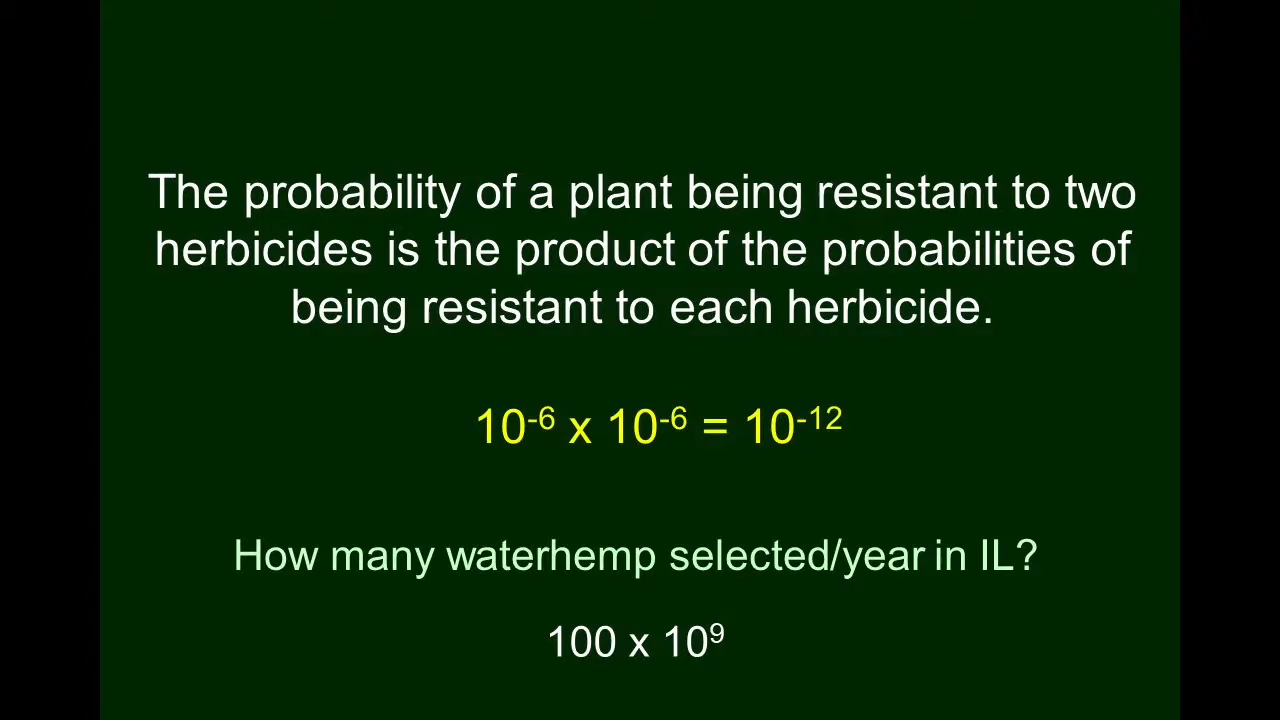 The probability of a plant being resistant to two
herbicides is the product of the probabilities of
being resistant to each herbicide.
10⁻⁶ x 10⁻⁶ = 10⁻¹²
How many waterhemp selected/year in IL?
100 x 10⁹